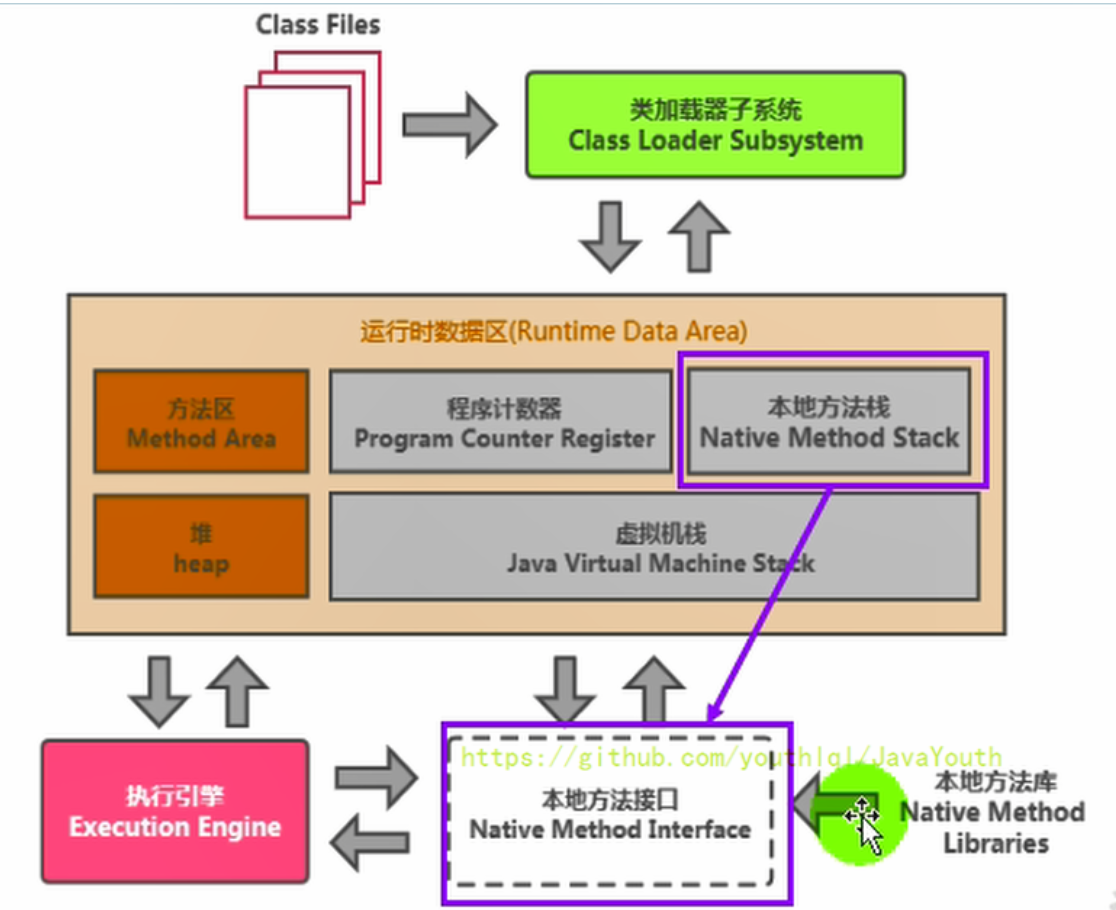 Class Files
类加载器子系统
Class Loader Subsystem
运行时数据区(Runtime Data Area)
方法区
Method Area
程序计数器
Program Counter Register
本地方法栈
Native Method Stack
堆
heap
虚拟机栈
Java Virtual Machine Stack
执行引擎
Execution Engine
https://github.com/youthlql/JavaYouth
本地方法接口
Native Method Interface
本地方法库
Native Method
Libraries